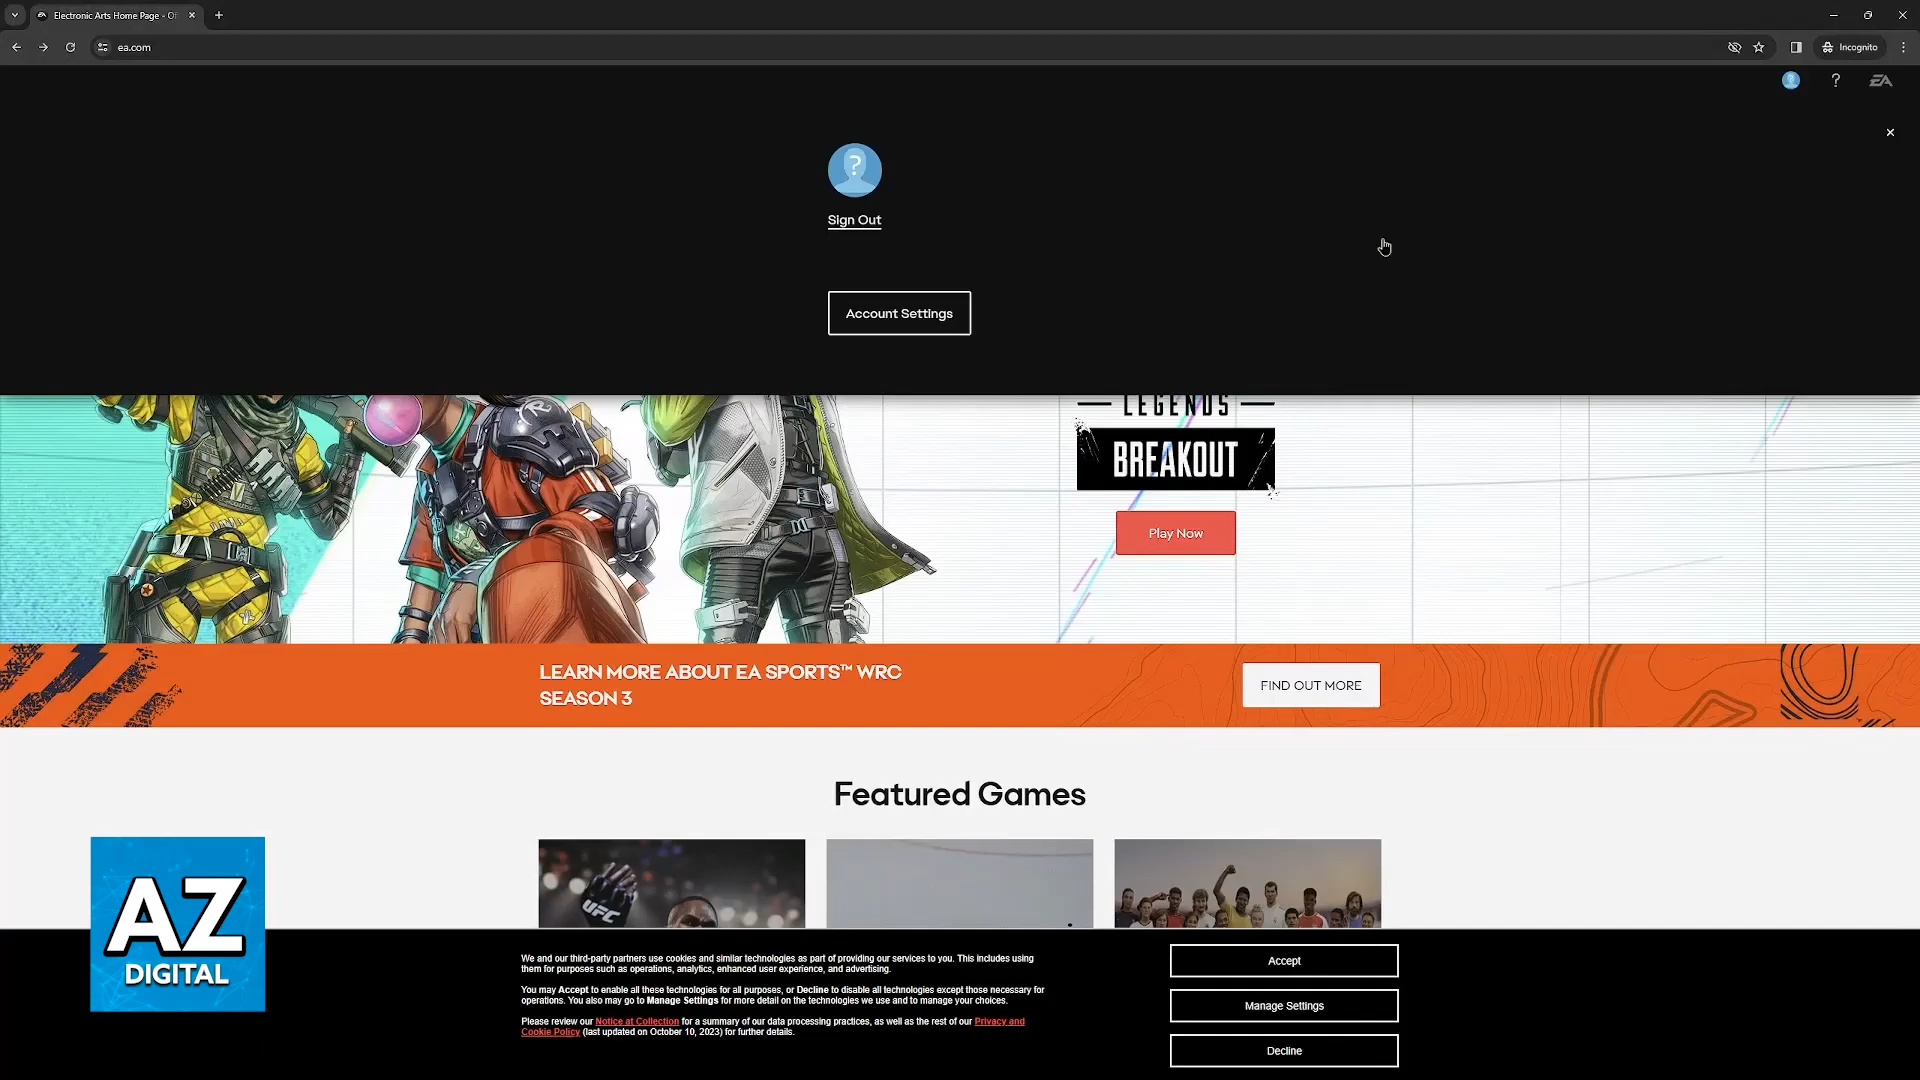 Electronic Arts Home Page - Of
ea.com
Incognito
?
EA
?
Sign Out
Account Settings
LEGENDS
BREAKOUT
Play Now
LEARN MORE ABOUT EA SPORTS™ WRC
SEASON 3
FIND OUT MORE
Featured Games
UFC
AZ
DIGITAL
We and our third-party partners use cookies and similar technologies as part of providing our services to you. This includes using
them for purposes such as operations, analytics, enhanced user experience, and advertising.
You may Accept to enable all these technologies for all purposes, or Decline to disable all technologies except those necessary for
operations. You also may go to Manage Settings for more detail on the technologies we use and to manage your choices.
Please review our Notice at Collection for a summary of our data processing practices, as well as the rest of our Privacy and
Cookie Policy (last updated on October 10, 2023) for further details.
Accept
Manage Settings
Decline